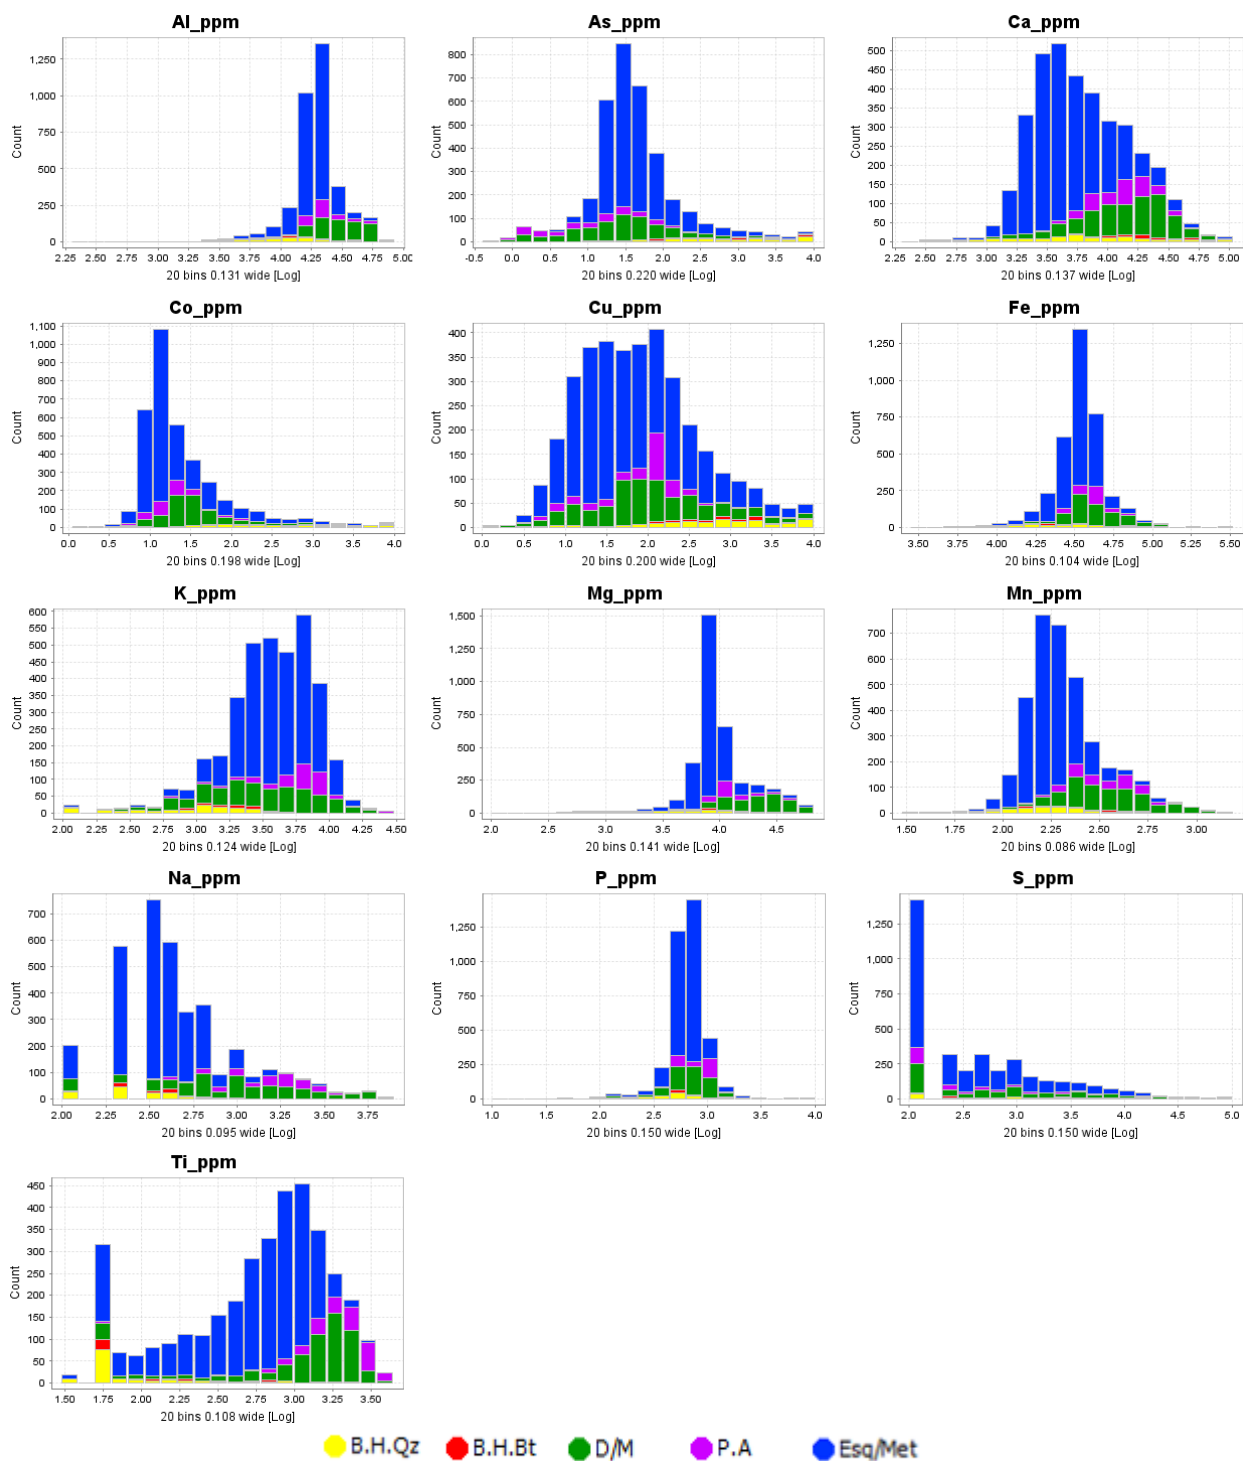 Al_ppm
1,250
1,000
750
500
250
0
Count
2.25 2.50 2.75 3.00 3.25 3.50 3.75 4.00 4.25 4.50 4.75 5.00
20 bins 0.131 wide [Log]
As_ppm
800
700
600
500
400
300
200
100
0
Count
-0.5 0.0 0.5 1.0 1.5 2.0 2.5 3.0 3.5 4.0
20 bins 0.220 wide [Log]
Ca_ppm
500
450
400
350
300
250
200
150
100
50
0
Count
2.25 2.50 2.75 3.00 3.25 3.50 3.75 4.00 4.25 4.50 4.75 5.00
20 bins 0.137 wide [Log]
Co_ppm
1,100
1,000
900
800
700
600
500
400
300
200
100
0
Count
0.0 0.5 1.0 1.5 2.0 2.5 3.0 3.5 4.0
20 bins 0.198 wide [Log]
Cu_ppm
400
350
300
250
200
150
100
50
0
Count
0.0 0.5 1.0 1.5 2.0 2.5 3.0 3.5 4.0
20 bins 0.200 wide [Log]
Fe_ppm
1,250
1,000
750
500
250
0
Count
3.50 3.75 4.00 4.25 4.50 4.75 5.00 5.25 5.50
20 bins 0.104 wide [Log]
K_ppm
600
550
500
450
400
350
300
250
200
150
100
50
0
Count
2.00 2.25 2.50 2.75 3.00 3.25 3.50 3.75 4.00 4.25 4.50
20 bins 0.124 wide [Log]
Mg_ppm
1,500
1,250
1,000
750
500
250
0
Count
2.0 2.5 3.0 3.5 4.0 4.5
20 bins 0.141 wide [Log]
Mn_ppm
700
600
500
400
300
200
100
0
Count
1.50 1.75 2.00 2.25 2.50 2.75 3.00
20 bins 0.086 wide [Log]
Na_ppm
700
600
500
400
300
200
100
0
Count
2.00 2.25 2.50 2.75 3.00 3.25 3.50 3.75
20 bins 0.095 wide [Log]
P_ppm
1,250
1,000
750
500
250
0
Count
1.0 1.5 2.0 2.5 3.0 3.5 4.0
20 bins 0.150 wide [Log]
S_ppm
1,250
1,000
750
500
250
0
Count
2.0 2.5 3.0 3.5 4.0 4.5 5.0
20 bins 0.150 wide [Log]
Ti_ppm
450
400
350
300
250
200
150
100
50
0
Count
1.50 1.75 2.00 2.25 2.50 2.75 3.00 3.25 3.50
20 bins 0.108 wide [Log]
B.H.Qz B.H.Bt D/M P.A Esq/Met